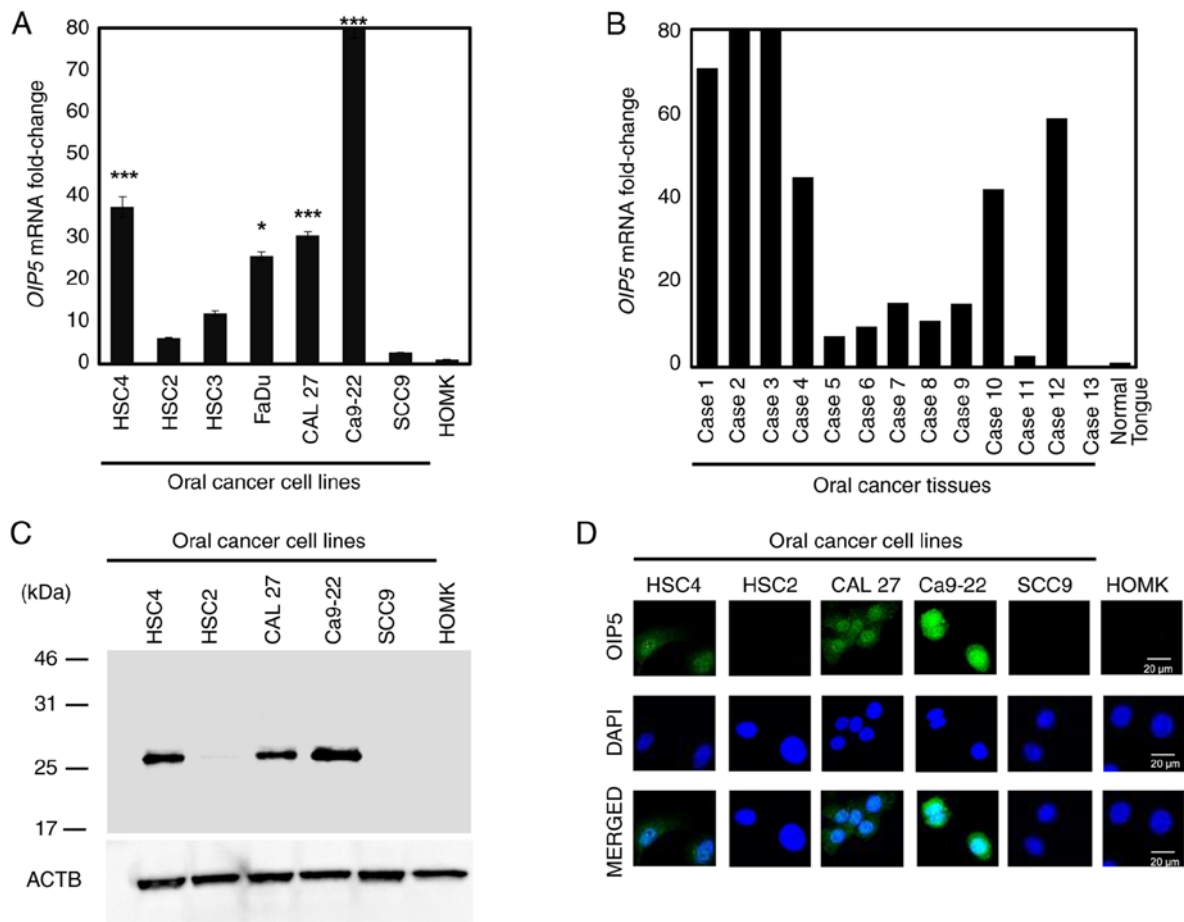 A
OIP5 mRNA fold-change
80
70
60
50
40
30
20
10
0
***
*
***
***
HSC4
HSC2
HSC3
FaDu
CAL 27
Ca9-22
SCC9
HOMK
Oral cancer cell lines
B
OIP5 mRNA fold-change
80
60
40
20
0
Case 1
Case 2
Case 3
Case 4
Case 5
Case 6
Case 7
Case 8
Case 9
Case 10
Case 11
Case 12
Case 13
Normal
Tongue
Oral cancer tissues
C
Oral cancer cell lines
(kDa)
HSC4
HSC2
CAL 27
Ca9-22
SCC9
HOMK
46
31
25
17
ACTB
D
Oral cancer cell lines
HSC4 HSC2 CAL 27 Ca9-22 SCC9 HOMK
OIP5
20 µm
DAPI
20 µm
MERGED
20 µm